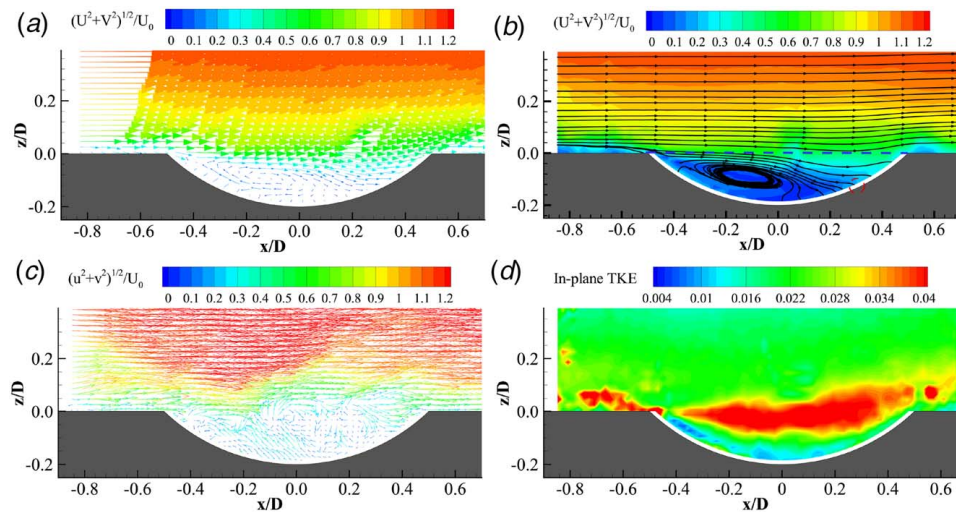 (a) (U²+V²)^1/2/U₀
0 0.1 0.2 0.3 0.4 0.5 0.6 0.7 0.8 0.9 1 1.1 1.2
z/D
0.2
0.0
-0.2
-0.8 -0.6 -0.4 -0.2 0.0 0.2 0.4 0.6
x/D
(b) (U²+V²)^1/2/U₀
0 0.1 0.2 0.3 0.4 0.5 0.6 0.7 0.8 0.9 1 1.1 1.2
z/D
0.2
0.0
-0.2
-0.8 -0.6 -0.4 -0.2 0.0 0.2 0.4 0.6
x/D
(c) (u²+v²)^1/2/U₀
0 0.1 0.2 0.3 0.4 0.5 0.6 0.7 0.8 0.9 1 1.1 1.2
z/D
0.2
0.0
-0.2
-0.8 -0.6 -0.4 -0.2 0.0 0.2 0.4 0.6
x/D
(d) In-plane TKE
0.004 0.01 0.016 0.022 0.028 0.034 0.04
z/D
0.2
0.0
-0.2
-0.8 -0.6 -0.4 -0.2 0.0 0.2 0.4 0.6
x/D